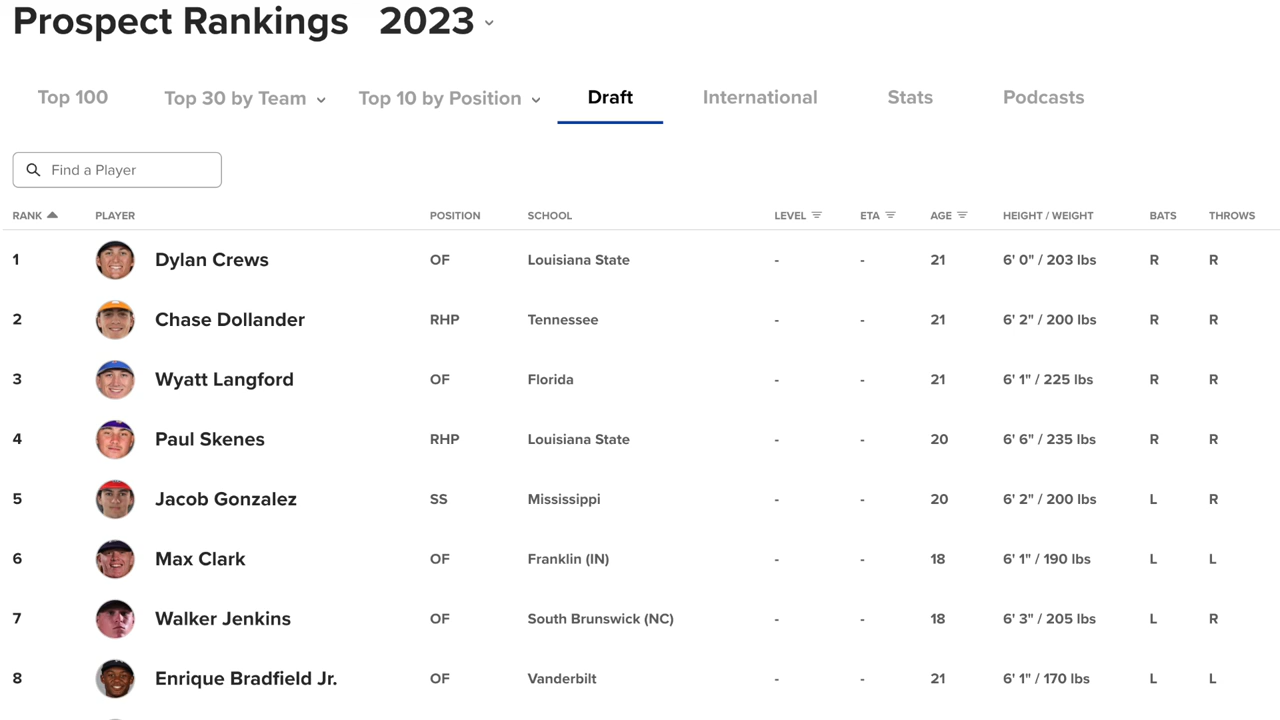 Prospect Rankings 2023
Top 100 Top 30 by Team Top 10 by Position Draft International Stats Podcasts
Find a Player
RANK PLAYER POSITION SCHOOL LEVEL ETA AGE HEIGHT / WEIGHT BATS THROWS
1 Dylan Crews OF Louisiana State - - 21 6' 0" / 203 lbs R R
2 Chase Dollander RHP Tennessee - - 21 6' 2" / 200 lbs R R
3 Wyatt Langford OF Florida - - 21 6' 1" / 225 lbs R R
4 Paul Skenes RHP Louisiana State - - 20 6' 6" / 235 lbs R R
5 Jacob Gonzalez SS Mississippi - - 20 6' 2" / 200 lbs L R
6 Max Clark OF Franklin (IN) - - 18 6' 1" / 190 lbs L L
7 Walker Jenkins OF South Brunswick (NC) - - 18 6' 3" / 205 lbs L R
8 Enrique Bradfield Jr. OF Vanderbilt - - 21 6' 1" / 170 lbs L L